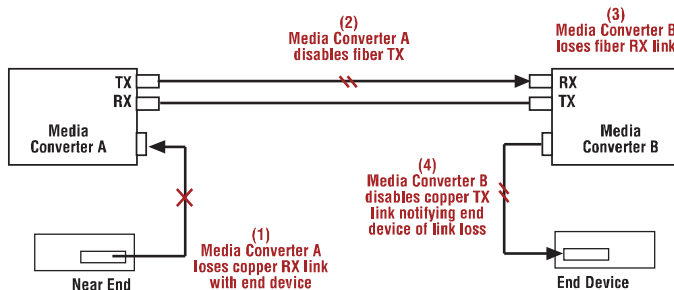 (2)
Media Converter A
disables fiber TX
(3)
Media Converter B
loses fiber RX link
TX
RX
RX
TX
Media
Converter A
Media
Converter B
(4)
Media Converter B
disables copper TX
link notifying end
device of link loss
(1)
Media Converter A
loses copper RX link
with end device
Near End
End Device